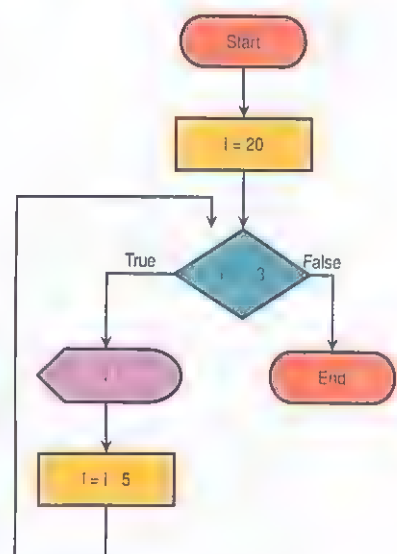 Start
i = 20
3
True
False
End
i = i 5